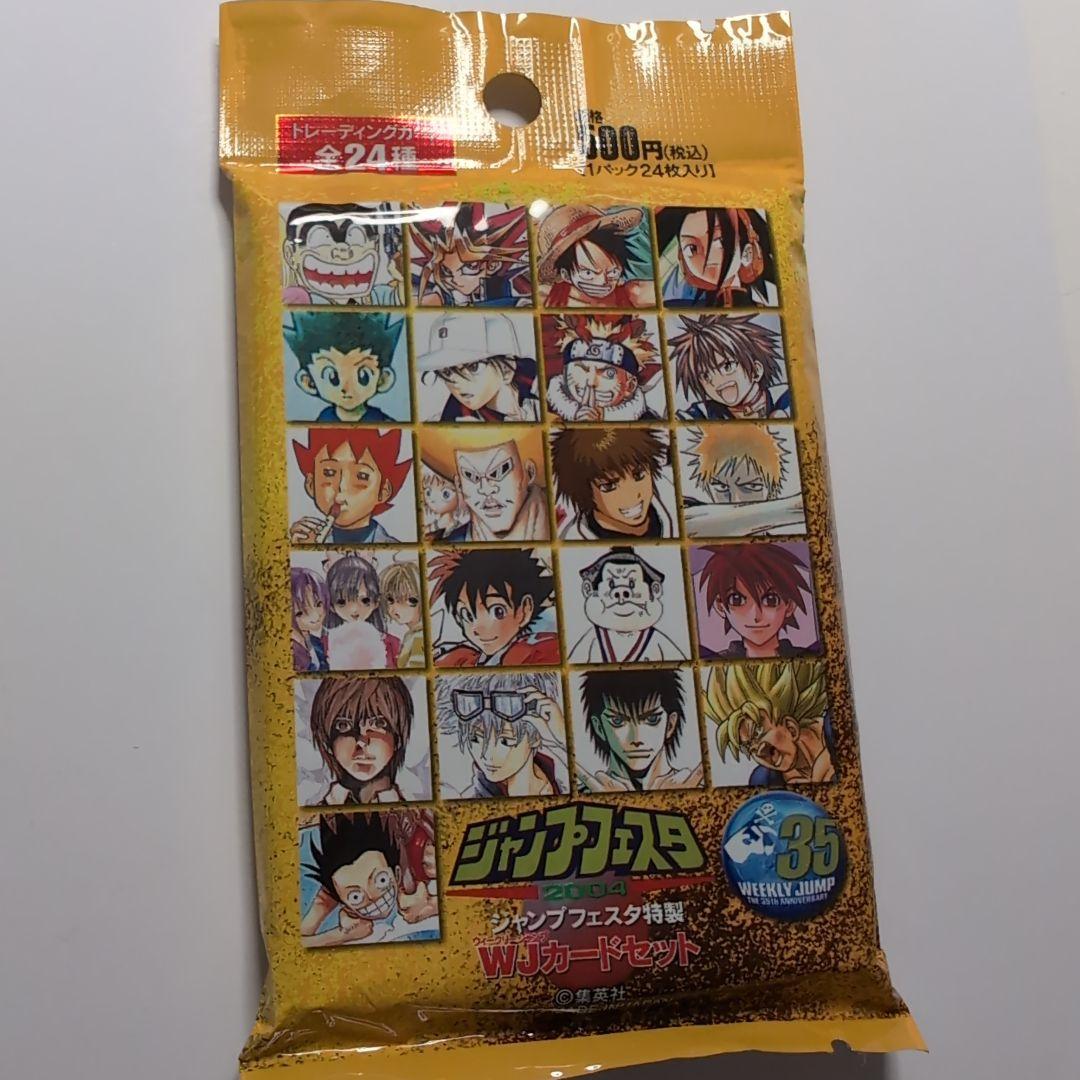 トレーディングカード
全24種
価格
500円(税込)
[1パック24枚入り]
ジャンプフェスタ
2004
ジャンプフェスタ特製
ウィークリージャンプ
WJカードセット
©集英社
35
WEEKLY JUMP
THE 35th ANNIVERSARY